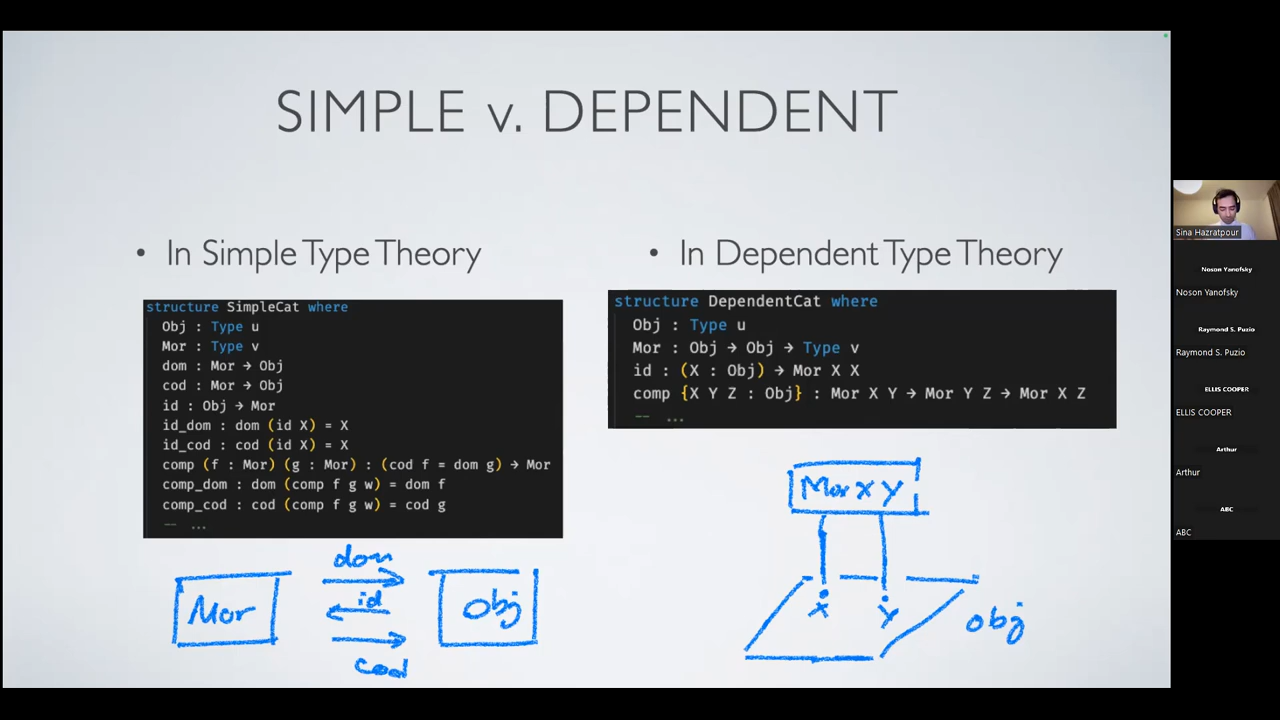 SIMPLE v. DEPENDENT
• In Simple Type Theory
structure SimpleCat where
Obj : Type u
Mor : Type v
dom : Mor → Obj
cod : Mor → Obj
id : Obj → Mor
id_dom : dom (id X) = X
id_cod : cod (id X) = X
comp (f : Mor) (g : Mor) : (cod f = dom g) → Mor
comp_dom : dom (comp f g w) = dom f
comp_cod : cod (comp f g w) = cod g
-- ...
Mor
dom
id
cod
Obj
• In Dependent Type Theory
structure DependentCat where
Obj : Type u
Mor : Obj → Obj → Type v
id : (X : Obj) → Mor X X
comp {X Y Z : Obj} : Mor X Y → Mor Y Z → Mor X Z
-- ...
Mor X Y
X
Y
obj
Sina Hazratpour
Noson Yanofsky
Noson Yanofsky
Raymond S. Puzio
Raymond S. Puzio
ELLIS COOPER
ELLIS COOPER
Arthur
Arthur
ABC
ABC